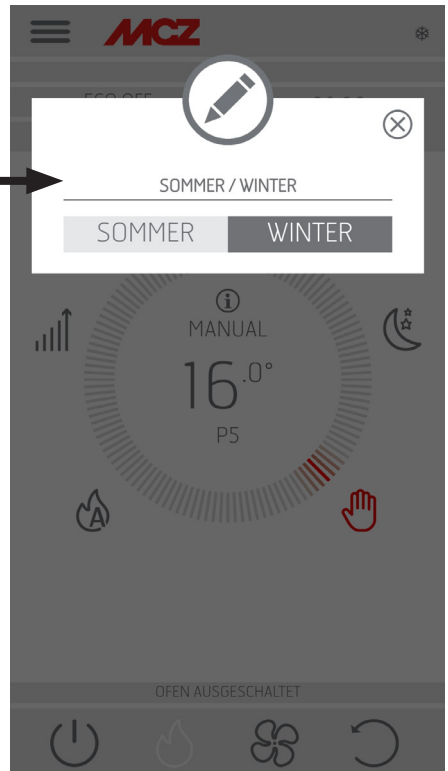 MCZ
SOMMER / WINTER
SOMMER WINTER
MANUAL
16.0°
P5
A
OFEN AUSGESCHALTET